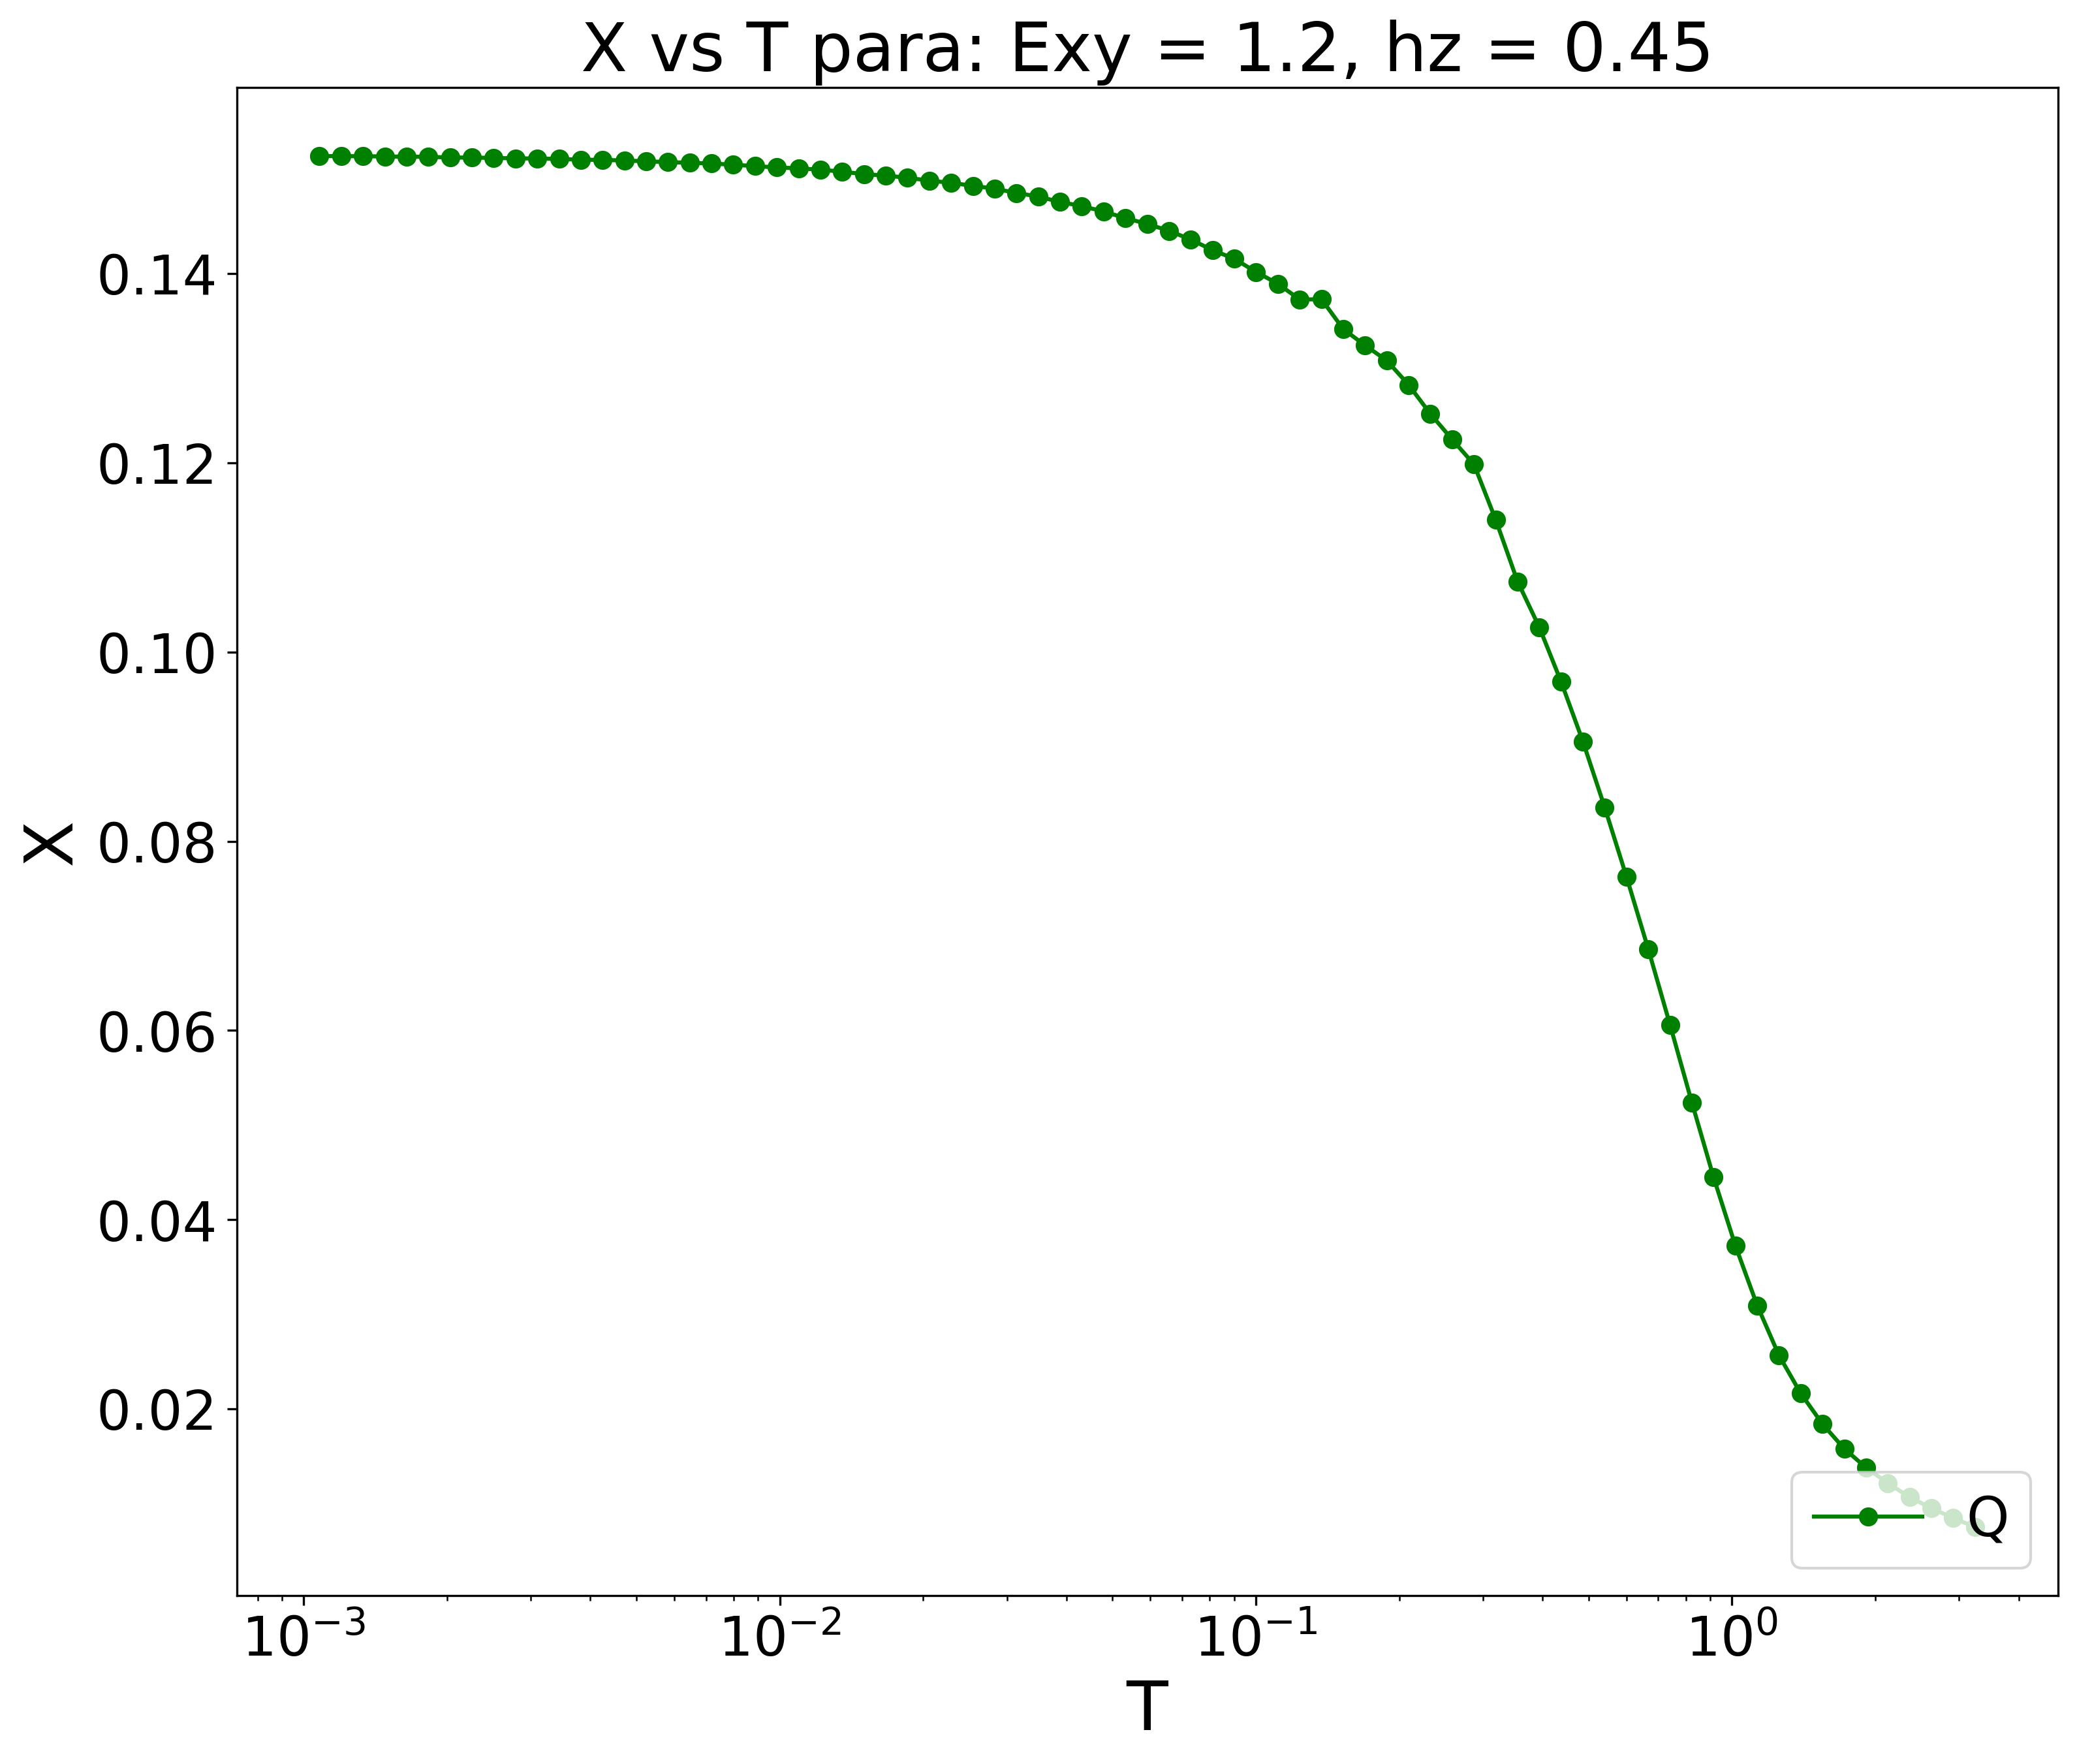 X vs T para: Exy = 1.2, hz = 0.45
X
0.14
0.12
0.10
0.08
0.06
0.04
0.02
Q
10⁻³ 10⁻² 10⁻¹ 10⁰
T